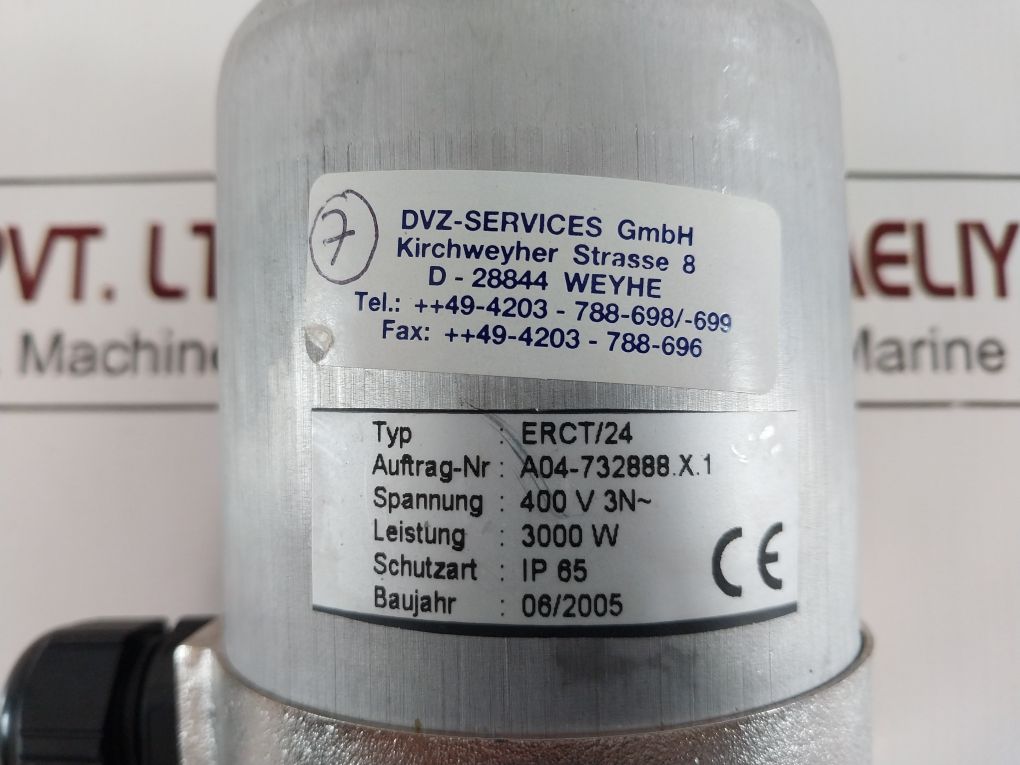 7
DVZ-SERVICES GmbH
Kirchweyher Strasse 8
D - 28844 WEYHE
Tel.: ++49-4203 - 788-698/-699
Fax: ++49-4203 - 788-696
Typ : ERCT/24
Auftrag-Nr : A04-732888.X.1
Spannung : 400 V 3N~
Leistung : 3000 W
Schutzart : IP 65
Baujahr : 06/2005
CE
PVT. LT
Machine
AELIY
Marine